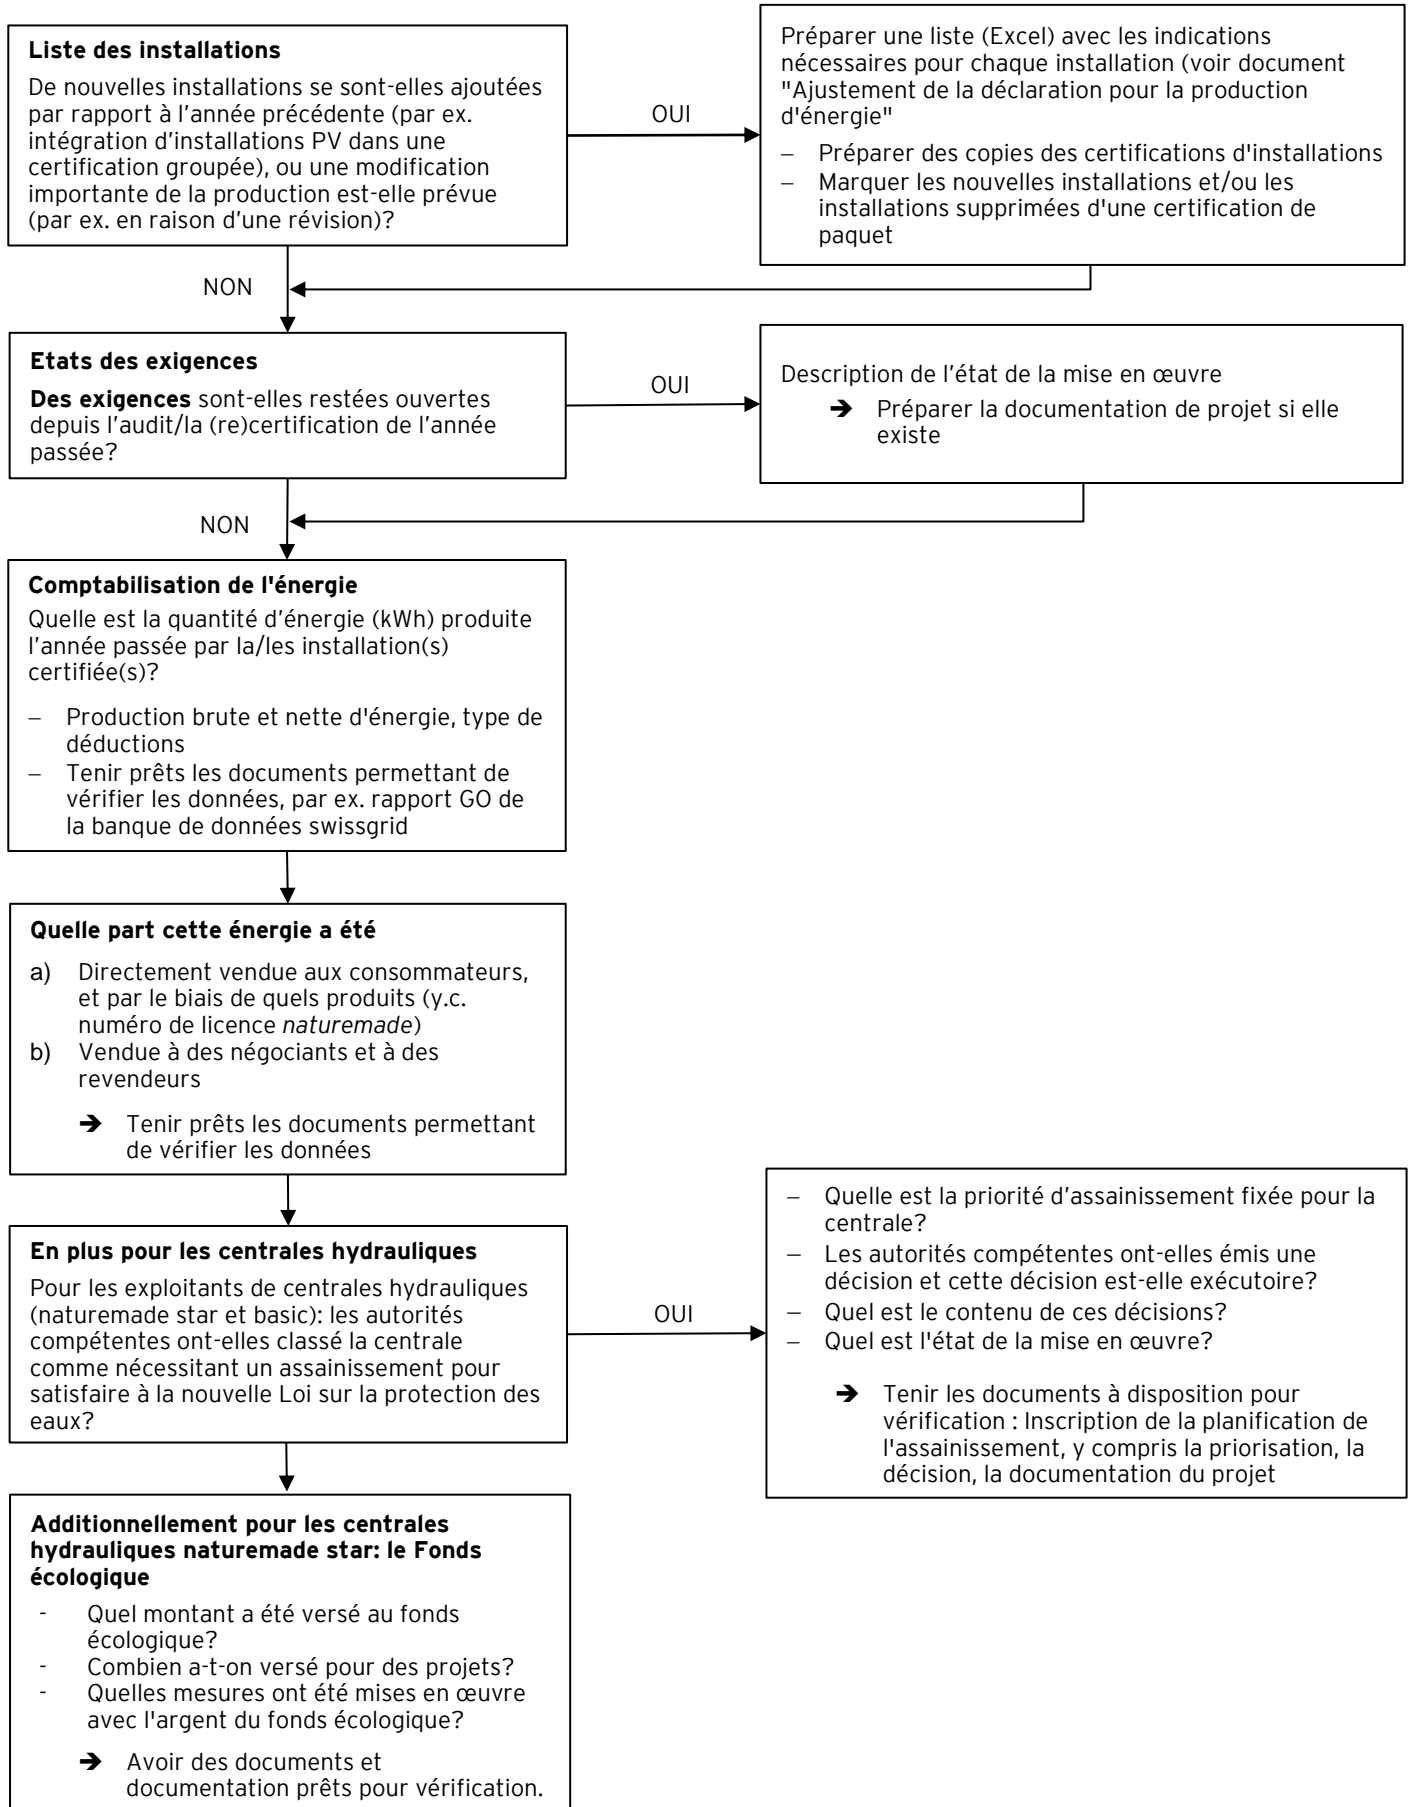 Liste des installations
De nouvelles installations se sont-elles ajoutées
par rapport à l’année précédente (par ex.
intégration d’installations PV dans une
certification groupée), ou une modification
importante de la production est-elle prévue
(par ex. en raison d’une révision)?
OUI
Préparer une liste (Excel) avec les indications
nécessaires pour chaque installation (voir document
"Ajustement de la déclaration pour la production
d'énergie"
– Préparer des copies des certifications d'installations
– Marquer les nouvelles installations et/ou les
installations supprimées d'une certification de
paquet
NON
Etats des exigences
Des exigences sont-elles restées ouvertes
depuis l’audit/la (re)certification de l’année
passée?
OUI
Description de l’état de la mise en œuvre
➔ Préparer la documentation de projet si elle
existe
NON
Comptabilisation de l'énergie
Quelle est la quantité d’énergie (kWh) produite
l’année passée par la/les installation(s)
certifiée(s)?
– Production brute et nette d'énergie, type de
déductions
– Tenir prêts les documents permettant de
vérifier les données, par ex. rapport GO de
la banque de données swissgrid
Quelle part cette énergie a été
a) Directement vendue aux consommateurs,
et par le biais de quels produits (y.c.
numéro de licence naturemade)
b) Vendue à des négociants et à des
revendeurs
➔ Tenir prêts les documents permettant
de vérifier les données
En plus pour les centrales hydrauliques
Pour les exploitants de centrales hydrauliques
(naturemade star et basic): les autorités
compétentes ont-elles classé la centrale
comme nécessitant un assainissement pour
satisfaire à la nouvelle Loi sur la protection des
eaux?
OUI
– Quelle est la priorité d’assainissement fixée pour la
centrale?
– Les autorités compétentes ont-elles émis une
décision et cette décision est-elle exécutoire?
– Quel est le contenu de ces décisions?
– Quel est l'état de la mise en œuvre?
➔ Tenir les documents à disposition pour
vérification : Inscription de la planification de
l'assainissement, y compris la priorisation, la
décision, la documentation du projet
Additionnellement pour les centrales
hydrauliques naturemade star: le Fonds
écologique
- Quel montant a été versé au fonds
écologique?
- Combien a-t-on versé pour des projets?
- Quelles mesures ont été mises en œuvre
avec l'argent du fonds écologique?
➔ Avoir des documents et
documentation prêts pour vérification.